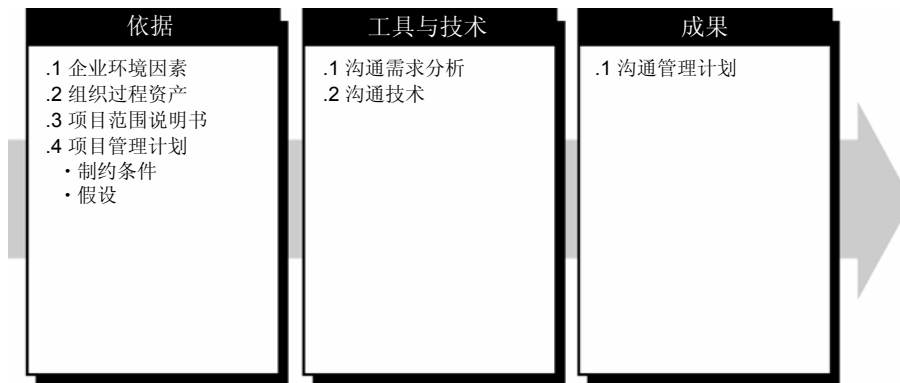 依据
.1 企业环境因素
.2 组织过程资产
.3 项目范围说明书
.4 项目管理计划
・制约条件
・假设
工具与技术
.1 沟通需求分析
.2 沟通技术
成果
.1 沟通管理计划